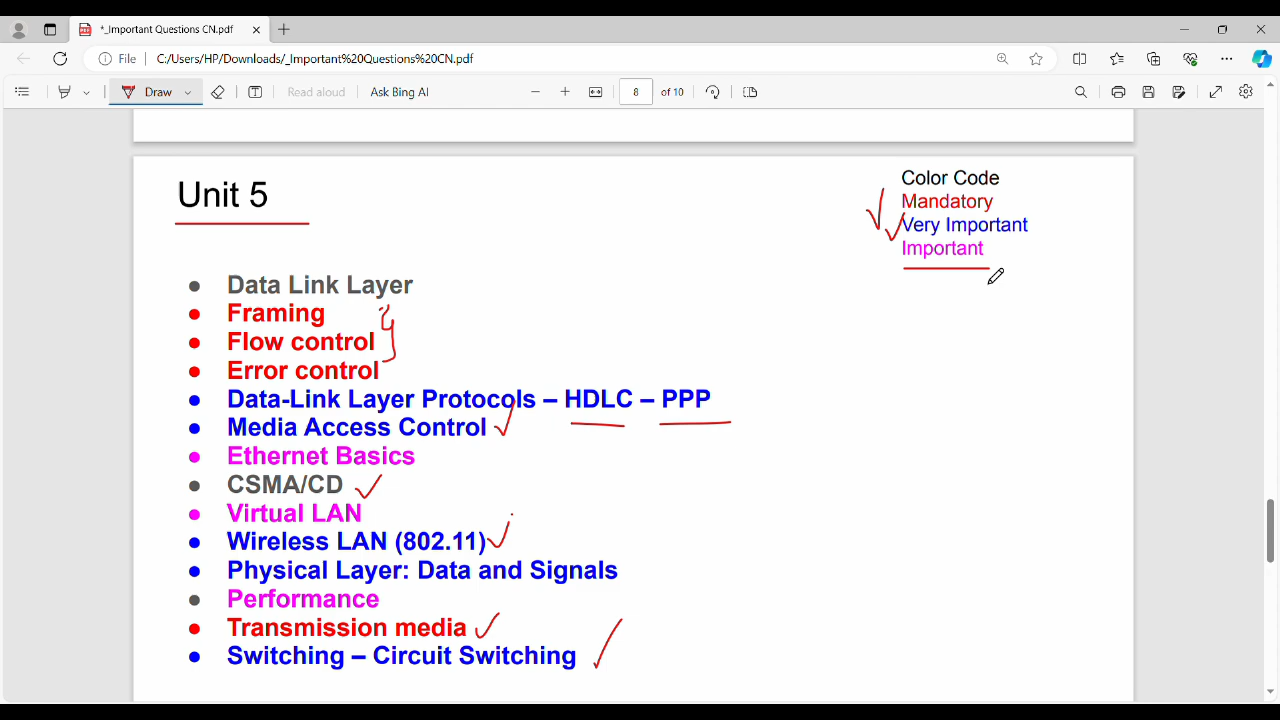 *_Important Questions CN.pdf
File
C:/Users/HP/Downloads/_Important%20Questions%20CN.pdf
Draw
Read aloud
Ask Bing AI
8 of 10
Unit 5
Color Code
Mandatory
Very Important
Important
● Data Link Layer
● Framing
● Flow control
● Error control
● Data-Link Layer Protocols – HDLC – PPP
● Media Access Control
● Ethernet Basics
● CSMA/CD
● Virtual LAN
● Wireless LAN (802.11)
● Physical Layer: Data and Signals
● Performance
● Transmission media
● Switching – Circuit Switching